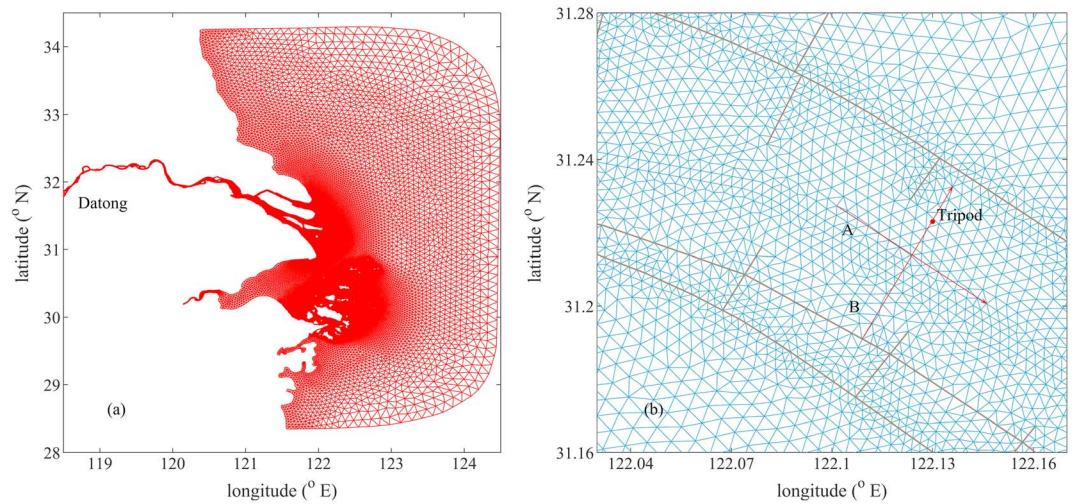 34
33
32
31
30
29
28
119
120
121
122
123
124
latitude (° N)
longitude (° E)
Datong
(a)
31.28
31.24
31.2
31.16
122.04
122.07
122.1
122.13
122.16
latitude (° N)
longitude (° E)
Tripod
A
B
(b)